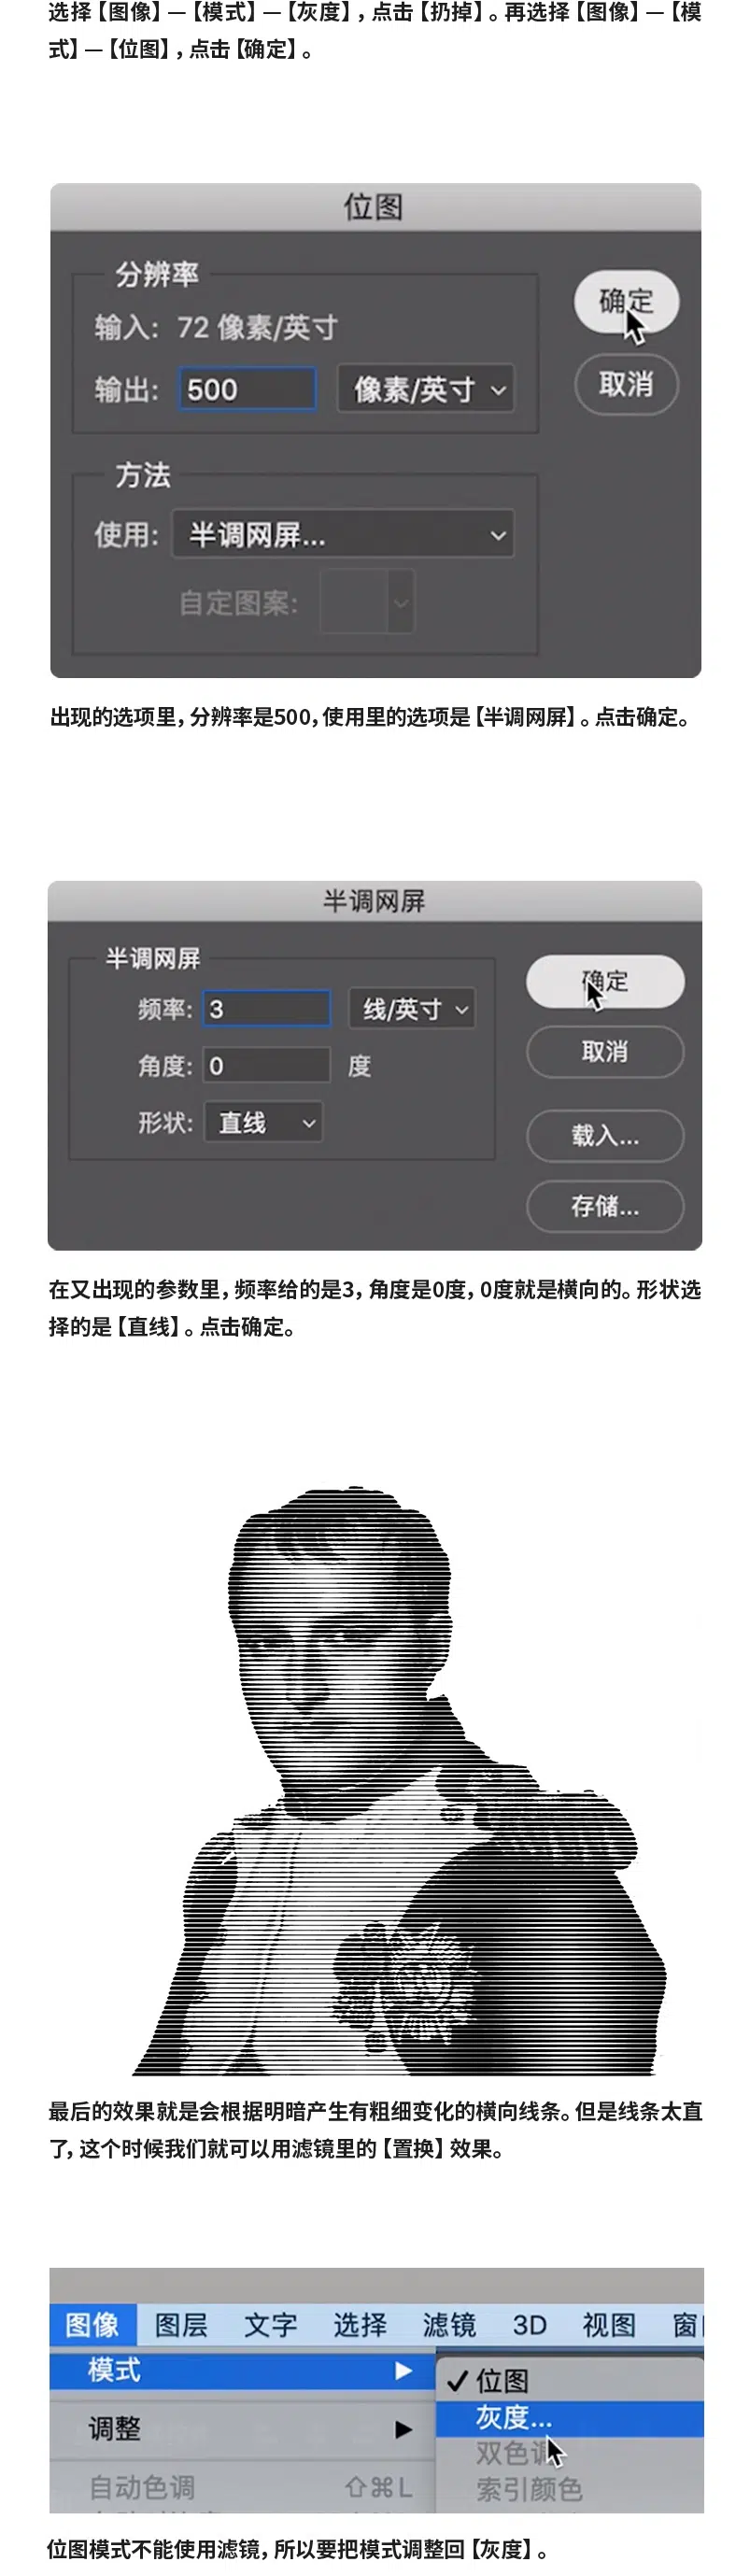 选择【图像】—【模式】—【灰度】，点击【扔掉】。再选择【图像】—【模
式】—【位图】，点击【确定】。
位图
分辨率
输入: 72 像素/英寸
输出: 500 像素/英寸
确定
取消
方法
使用: 半调网屏...
自定图案:
出现的选项里，分辨率是500，使用里的选项是【半调网屏】。点击确定。
半调网屏
半调网屏
频率: 3 线/英寸
角度: 0 度
形状: 直线
确定
取消
载入...
存储...
在又出现的参数里，频率给的是3，角度是0度，0度就是横向的。形状选
择的是【直线】。点击确定。
最后的效果就是会根据明暗产生有粗细变化的横向线条。但是线条太直
了，这个时候我们就可以用滤镜里的【置换】效果。
图像 图层 文字 选择 滤镜 3D 视图
模式
✓ 位图
灰度...
调整
双色调
自动色调 ⇧⌘L
索引颜色
位图模式不能使用滤镜，所以要把模式调整回【灰度】。